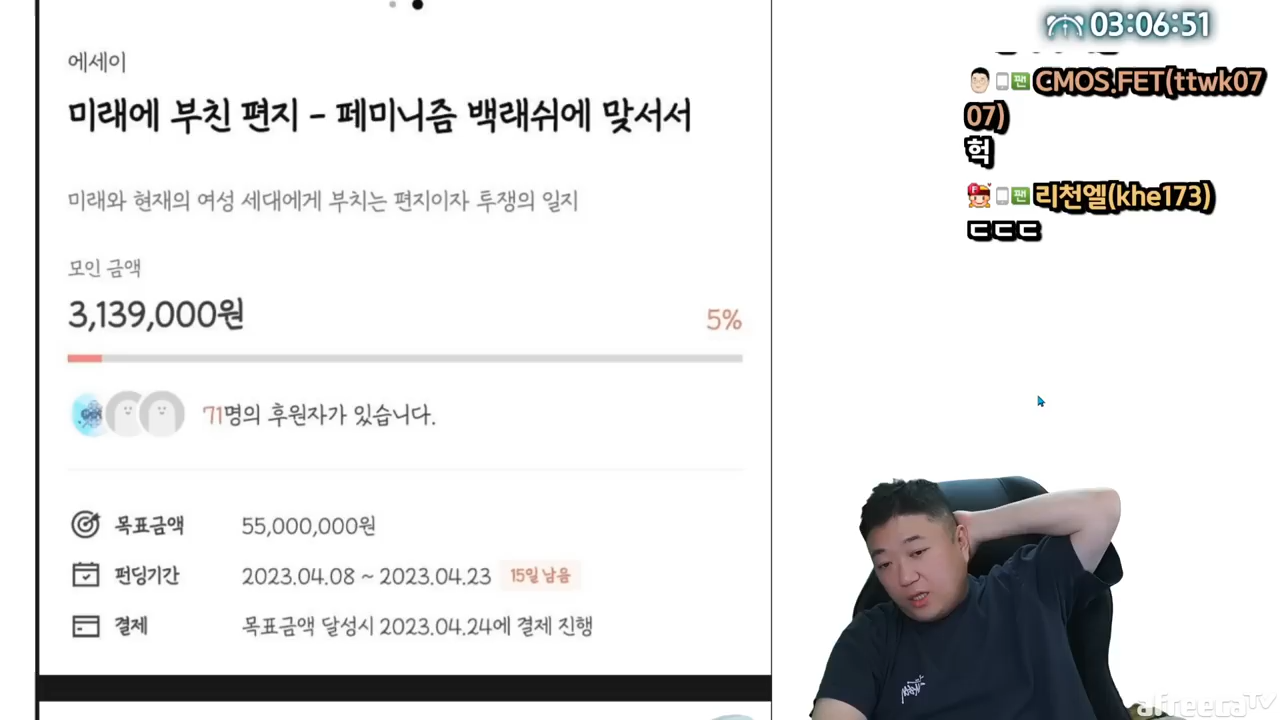 에세이
미래에 부친 편지 - 페미니즘 백래쉬에 맞서서
미래와 현재의 여성 세대에게 부치는 편지이자 투쟁의 일지
모인 금액
3,139,000원
5%
71명의 후원자가 있습니다.
목표금액 55,000,000원
펀딩기간 2023.04.08 ~ 2023.04.23 15일 남음
결제 목표금액 달성시 2023.04.24에 결제 진행
03:06:51
팬 CMOS.FET(ttwk07
07)
헉
팬 리천엘(khe173)
ㄷㄷㄷ
afreecaTV